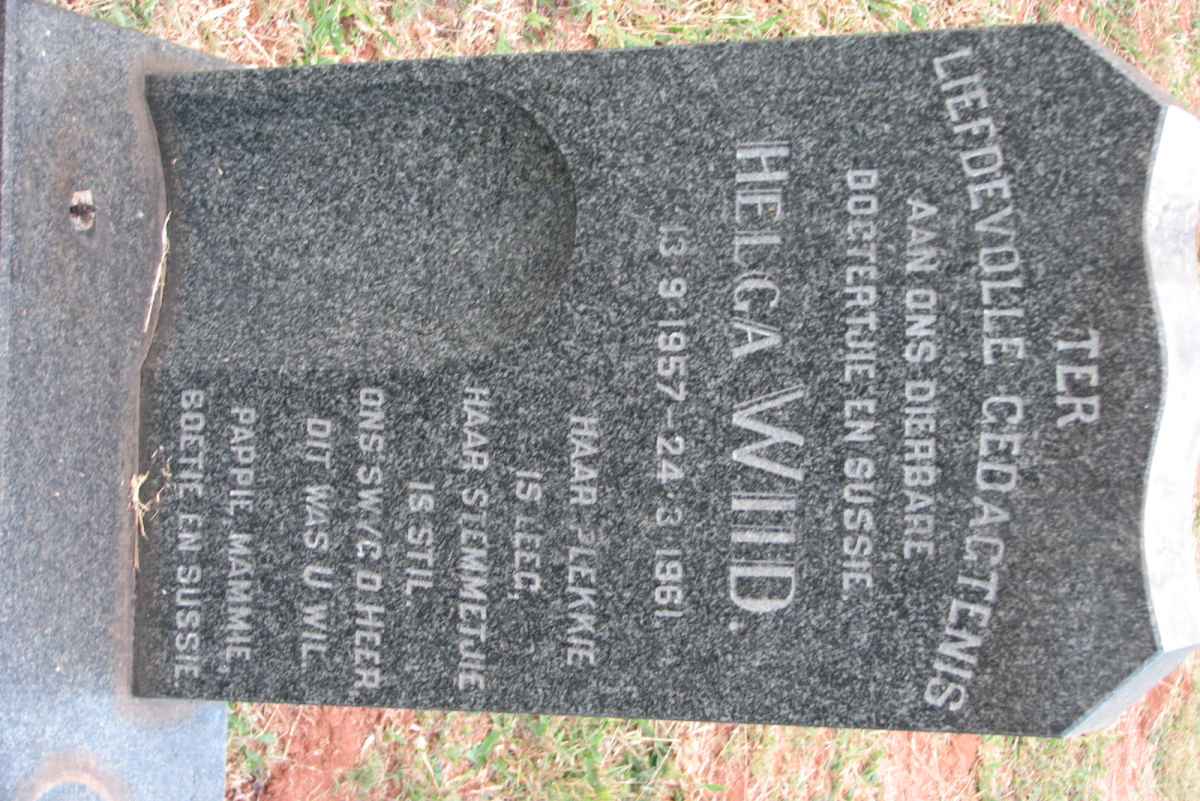 TER
LIEFDEVOLLE GEDAGTENIS
AAN ONS DIERBARE
DOGTERTJIE EN SUSSIE
HELGA WIID.
13·9·1957–24·3·1961.
HAAR PLEKKIE
IS LEEG,
HAAR STEMMETJIE
IS STIL.
ONS SWYG O HEER,
DIT WAS U WIL.
PAPPIE, MAMMIE,
BOETIE EN SUSSIE.